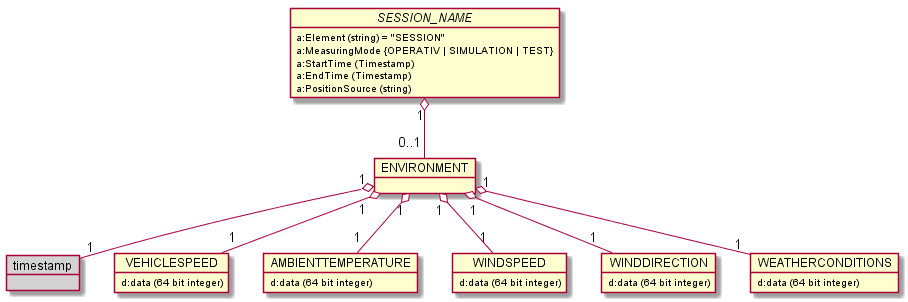 SESSION_NAME
a:Element (string) = "SESSION"
a:MeasuringMode {OPERATIV | SIMULATION | TEST}
a:StartTime (Timestamp)
a:EndTime (Timestamp)
a:PositionSource (string)
1
0..1
ENVIRONMENT
1 1 1 1 1 1
1 1 1 1 1 1
timestamp
VEHICLESPEED
d:data (64 bit integer)
AMBIENTTEMPERATURE
d:data (64 bit integer)
WINDSPEED
d:data (64 bit integer)
WINDDIRECTION
d:data (64 bit integer)
WEATHERCONDITIONS
d:data (64 bit integer)